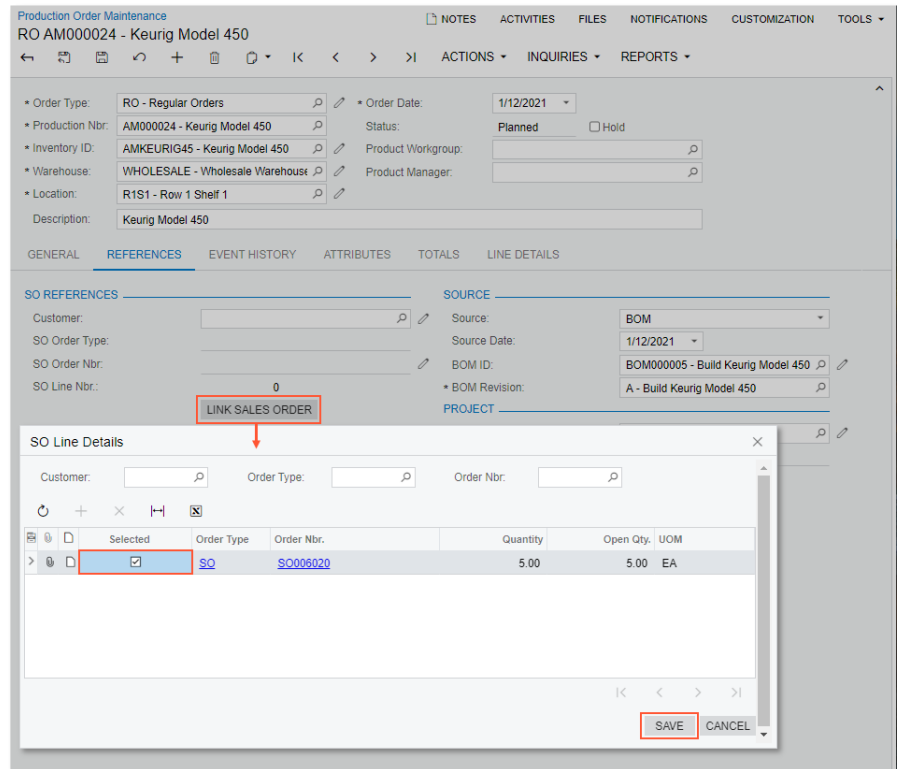 Production Order Maintenance
NOTES ACTIVITIES FILES NOTIFICATIONS CUSTOMIZATION TOOLS
RO AM000024 - Keurig Model 450
ACTIONS INQUIRIES REPORTS
* Order Type: RO - Regular Orders * Order Date: 1/12/2021
* Production Nbr: AM000024 - Keurig Model 450 Status: Planned Hold
* Inventory ID: AMKEURIG45 - Keurig Model 450 Product Workgroup:
* Warehouse: WHOLESALE - Wholesale Warehouse Product Manager:
* Location: R1S1 - Row 1 Shelf 1
Description: Keurig Model 450
GENERAL REFERENCES EVENT HISTORY ATTRIBUTES TOTALS LINE DETAILS
SO REFERENCES SOURCE
Customer: Source: BOM
SO Order Type: Source Date: 1/12/2021
SO Order Nbr: BOM ID: BOM000005 - Build Keurig Model 450
SO Line Nbr.: 0 * BOM Revision: A - Build Keurig Model 450
LINK SALES ORDER PROJECT
SO Line Details
Customer: Order Type: Order Nbr:
Selected Order Type Order Nbr. Quantity Open Qty. UOM
SO SO006020 5.00 5.00 EA
SAVE CANCEL